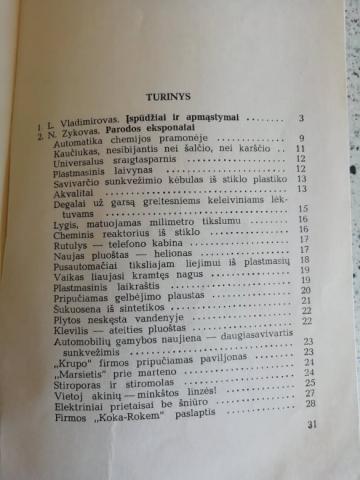 TURINYS
1. L. Vladimirovas. Įspūdžiai ir apmąstymai . . . . . . . 3
2. N. Zykovas. Parodos eksponatai
Automatika chemijos pramonėje . . . . . . . 9
Kaučiukas, nesibijantis nei šalčio, nei karščio . . 11
Universalus sraigtasparnis . . . . . . . 12
Plastmasinis laivynas . . . . . . . 12
Savivarčio sunkvežimio kėbulas iš stiklo plastiko 13
Akvalitai . . . . . . . 13
Degalai už garsą greitesniems keleiviniams lėk-
tuvams . . . . . . . 15
Lygis, matuojamas milimetro tikslumu . . . . 16
Cheminis reaktorius iš stiklo . . . . . . . 16
Rutulys — telefono kabina . . . . . . . 17
Naujas pluoštas — helionas . . . . . . . 16
Pusautomačiai tiksliajam liejimui iš plastmasių 18
Vaikas liaujasi kramtęs nagus . . . . . . . 19
Plastmasinis laikraštis . . . . . . . 19
Pripučiamas gelbėjimo plaustas . . . . . . . 20
Šukuosena iš sintetikos . . . . . . . 21
Plytos neskęsta vandenyje . . . . . . . 22
Klevilis — ateities pluoštas . . . . . . . 22
Automobilių gamybos naujiena — daugiasavivartis
sunkvežimis . . . . . . . 23
„Krupo" firmos pripučiamas paviljonas . . . . 23
„Marsietis" prie marteno . . . . . . . 24
Stiroporas ir stiromolas . . . . . . . 24
Vietoj akinių — minkštos linzės! . . . . . . . 25
Elektriniai prietaisai be šniūro . . . . . . . 27
Firmos „Koka-Rokem" paslaptis . . . . . . . 28
31